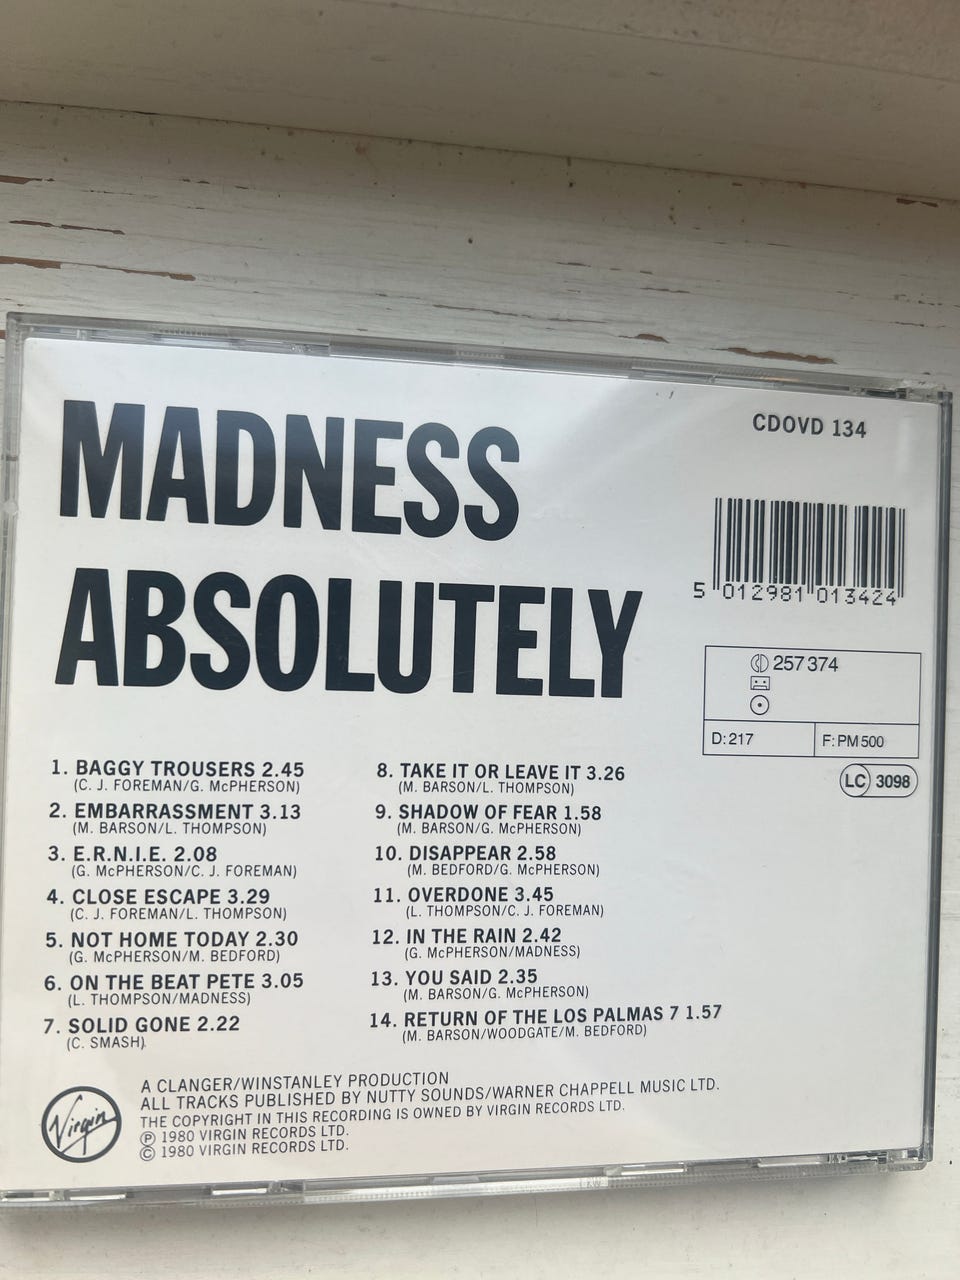 MADNESS
ABSOLUTELY
CDOVD 134
5 012981 013424
CD 257 374
D: 217
F: PM 500
LC 3098
1. BAGGY TROUSERS 2.45
(C. J. FOREMAN/G. McPHERSON)
2. EMBARRASSMENT 3.13
(M. BARSON/L. THOMPSON)
3. E.R.N.I.E. 2.08
(G. McPHERSON/C. J. FOREMAN)
4. CLOSE ESCAPE 3.29
(C. J. FOREMAN/L. THOMPSON)
5. NOT HOME TODAY 2.30
(G. McPHERSON/M. BEDFORD)
6. ON THE BEAT PETE 3.05
(L. THOMPSON/MADNESS)
7. SOLID GONE 2.22
(C. SMASH)
8. TAKE IT OR LEAVE IT 3.26
(M. BARSON/L. THOMPSON)
9. SHADOW OF FEAR 1.58
(M. BARSON/G. McPHERSON)
10. DISAPPEAR 2.58
(M. BEDFORD/G. McPHERSON)
11. OVERDONE 3.45
(L. THOMPSON/C. J. FOREMAN)
12. IN THE RAIN 2.42
(G. McPHERSON/MADNESS)
13. YOU SAID 2.35
(M. BARSON/G. McPHERSON)
14. RETURN OF THE LOS PALMAS 7 1.57
(M. BARSON/WOODGATE/M. BEDFORD)
Virgin
A CLANGER/WINSTANLEY PRODUCTION
ALL TRACKS PUBLISHED BY NUTTY SOUNDS/WARNER CHAPPELL MUSIC LTD.
THE COPYRIGHT IN THIS RECORDING IS OWNED BY VIRGIN RECORDS LTD.
℗ 1980 VIRGIN RECORDS LTD.
© 1980 VIRGIN RECORDS LTD.